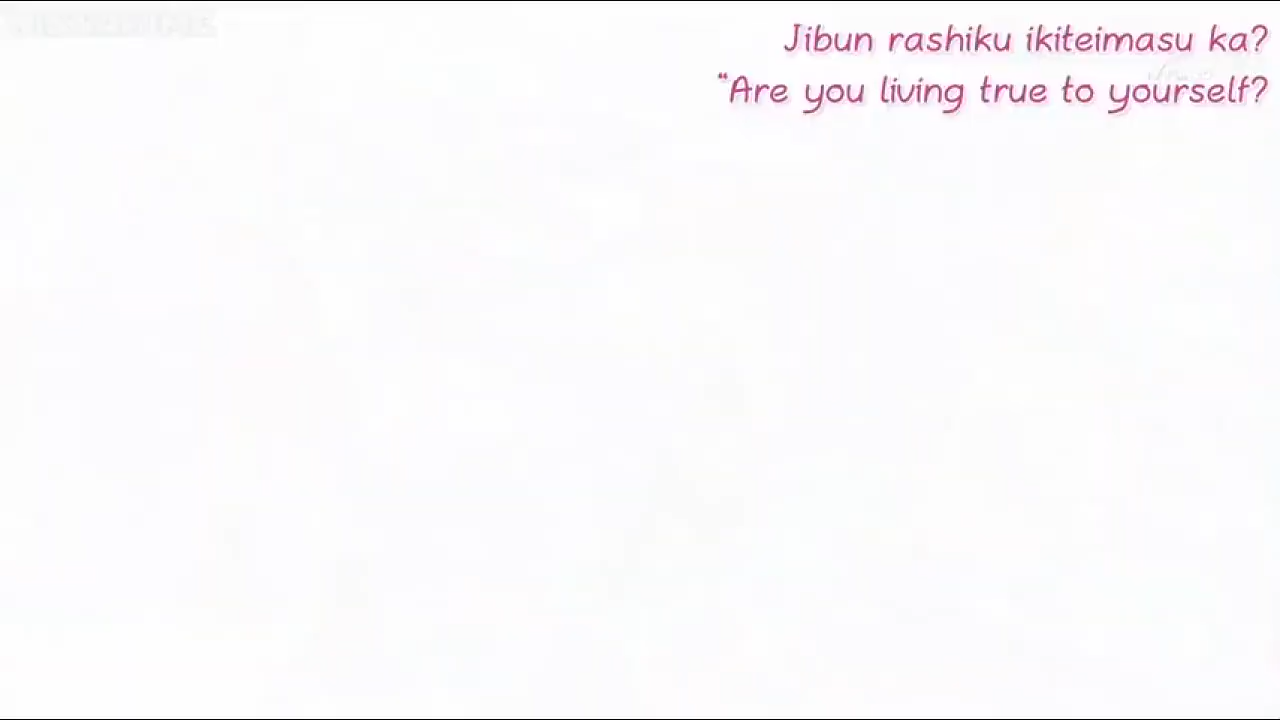 Jibun rashiku ikiteimasu ka?
“Are you living true to yourself?